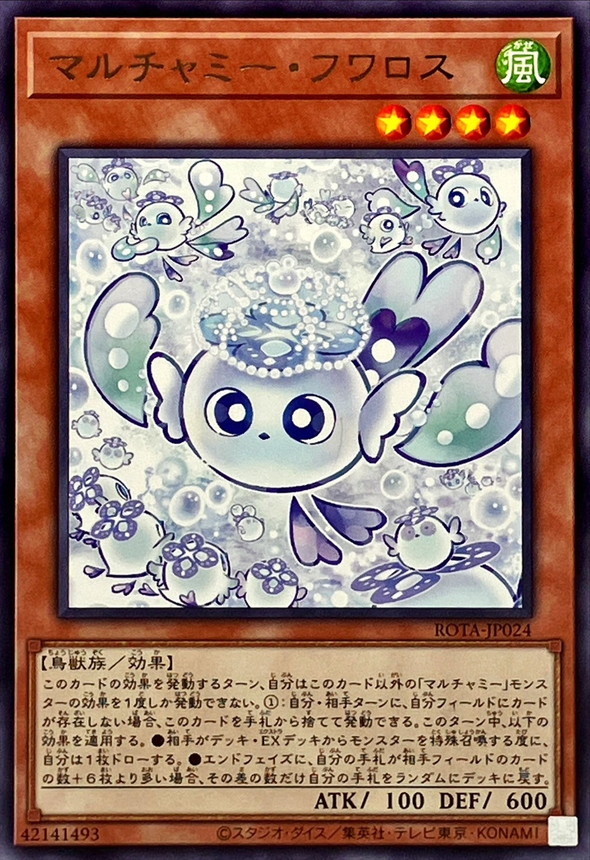 マルチャミー・フワロス
風
ROTA-JP024
【鳥獣族／効果】
このカードの効果を発動するターン、自分はこのカード以外の「マルチャミー」モンス
ターの効果を1度しか発動できない。①：自分・相手ターンに、自分フィールドにカード
が存在しない場合、このカードを手札から捨てて発動できる。このターン中、以下の
効果を適用する。●相手がデッキ・EXデッキからモンスターを特殊召喚する度に、
自分は1枚ドローする。●エンドフェイズに、自分の手札が相手フィールドのカード
の数＋6枚より多い場合、その差の数だけ自分の手札をランダムにデッキに戻す。
ATK/ 100 DEF/ 600
42141493 ©スタジオ・ダイス／集英社・テレビ東京・KONAMI